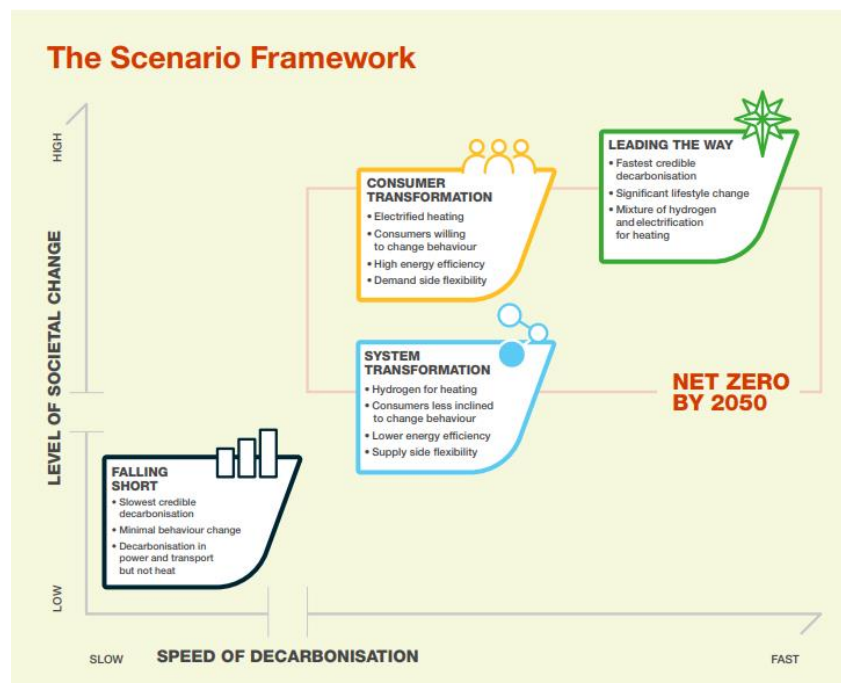 The Scenario Framework
HIGH
LEVEL OF SOCIETAL CHANGE
LOW
CONSUMER
TRANSFORMATION
• Electrified heating
• Consumers willing
to change behaviour
• High energy efficiency
• Demand side flexibility
LEADING THE WAY
• Fastest credible
decarbonisation
• Significant lifestyle change
• Mixture of hydrogen
and electrification
for heating
SYSTEM
TRANSFORMATION
• Hydrogen for heating
• Consumers less inclined
to change behaviour
• Lower energy efficiency
• Supply side flexibility
NET ZERO
BY 2050
FALLING
SHORT
• Slowest credible
decarbonisation
• Minimal behaviour change
• Decarbonisation in
power and transport
but not heat
SLOW
SPEED OF DECARBONISATION
FAST